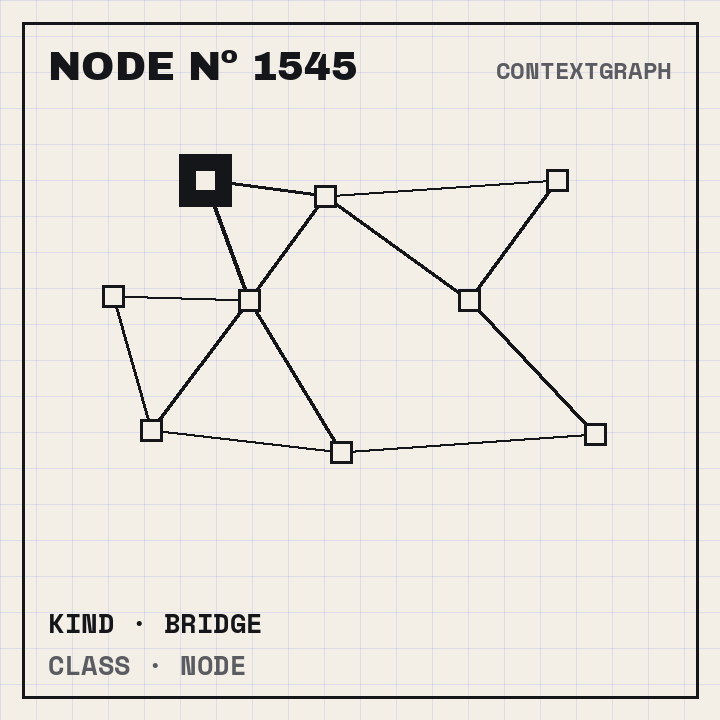 NODE Nº 1545
CONTEXTGRAPH
KIND · BRIDGE
CLASS · NODE